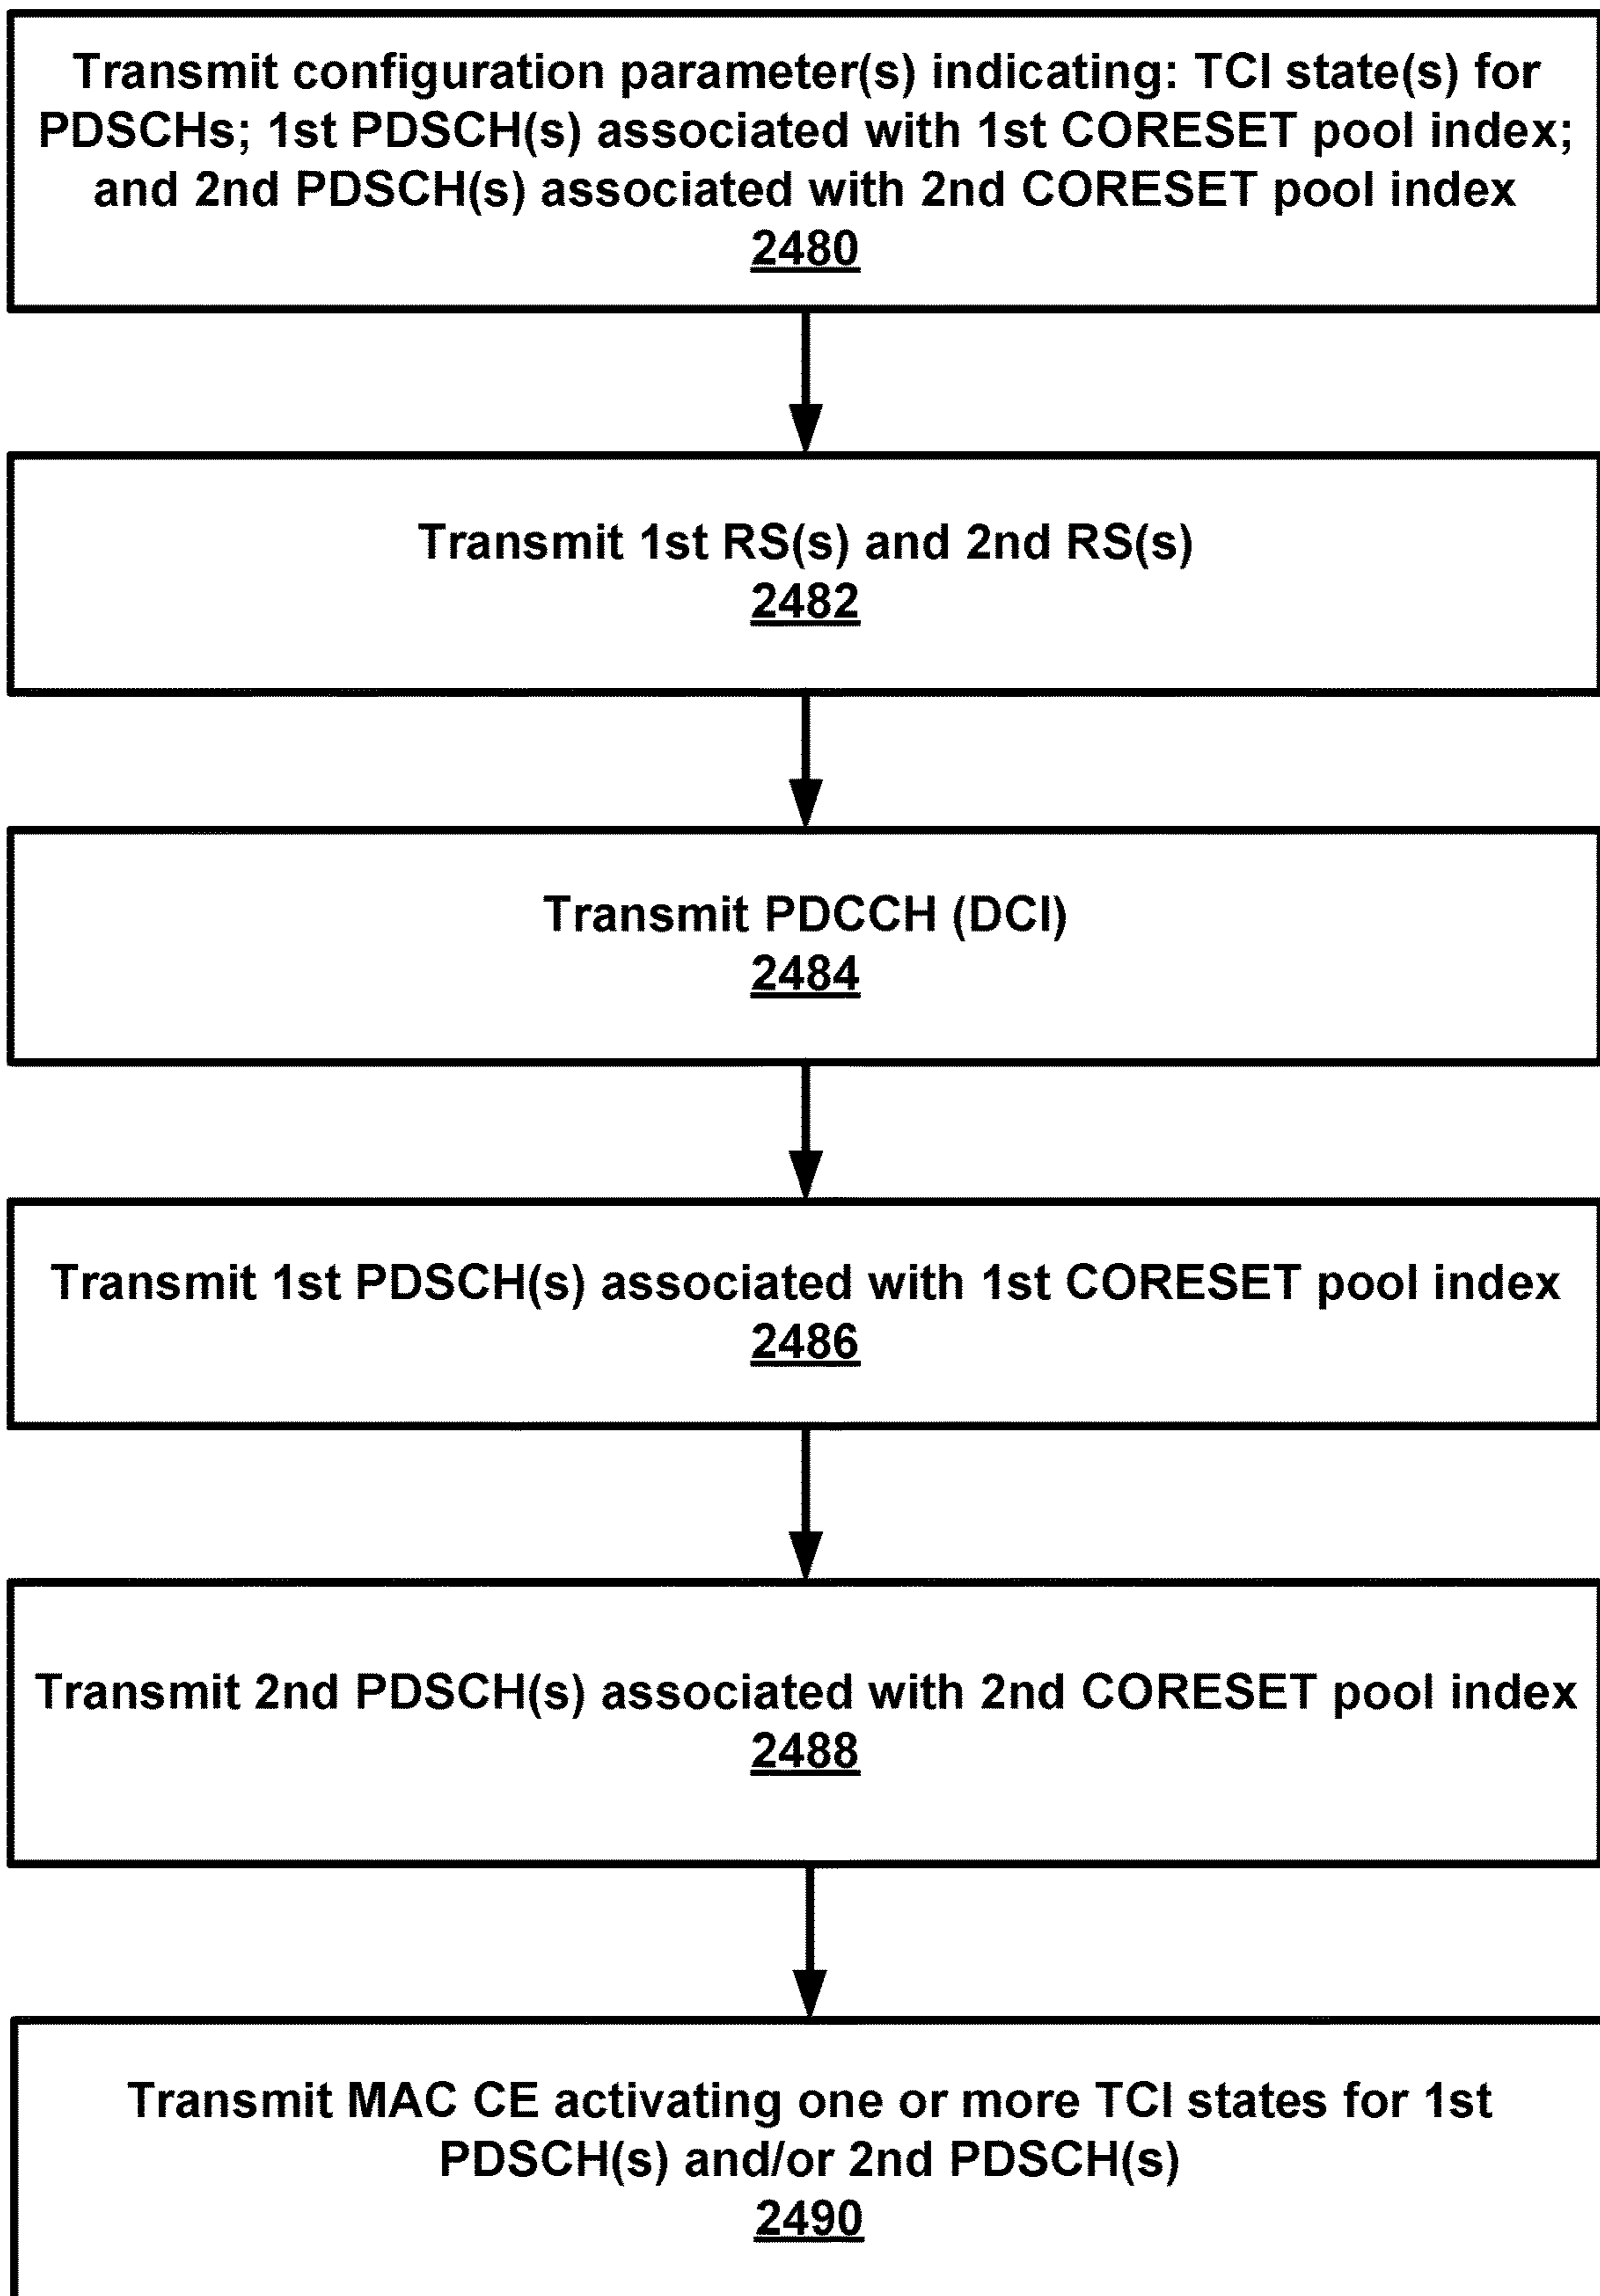 Transmit configuration parameter(s) indicating: TCI state(s) for
PDSCHs; 1st PDSCH(s) associated with 1st CORESET pool index;
and 2nd PDSCH(s) associated with 2nd CORESET pool index
2480
Transmit 1st RS(s) and 2nd RS(s)
2482
Transmit PDCCH (DCI)
2484
Transmit 1st PDSCH(s) associated with 1st CORESET pool index
2486
Transmit 2nd PDSCH(s) associated with 2nd CORESET pool index
2488
Transmit MAC CE activating one or more TCI states for 1st
PDSCH(s) and/or 2nd PDSCH(s)
2490